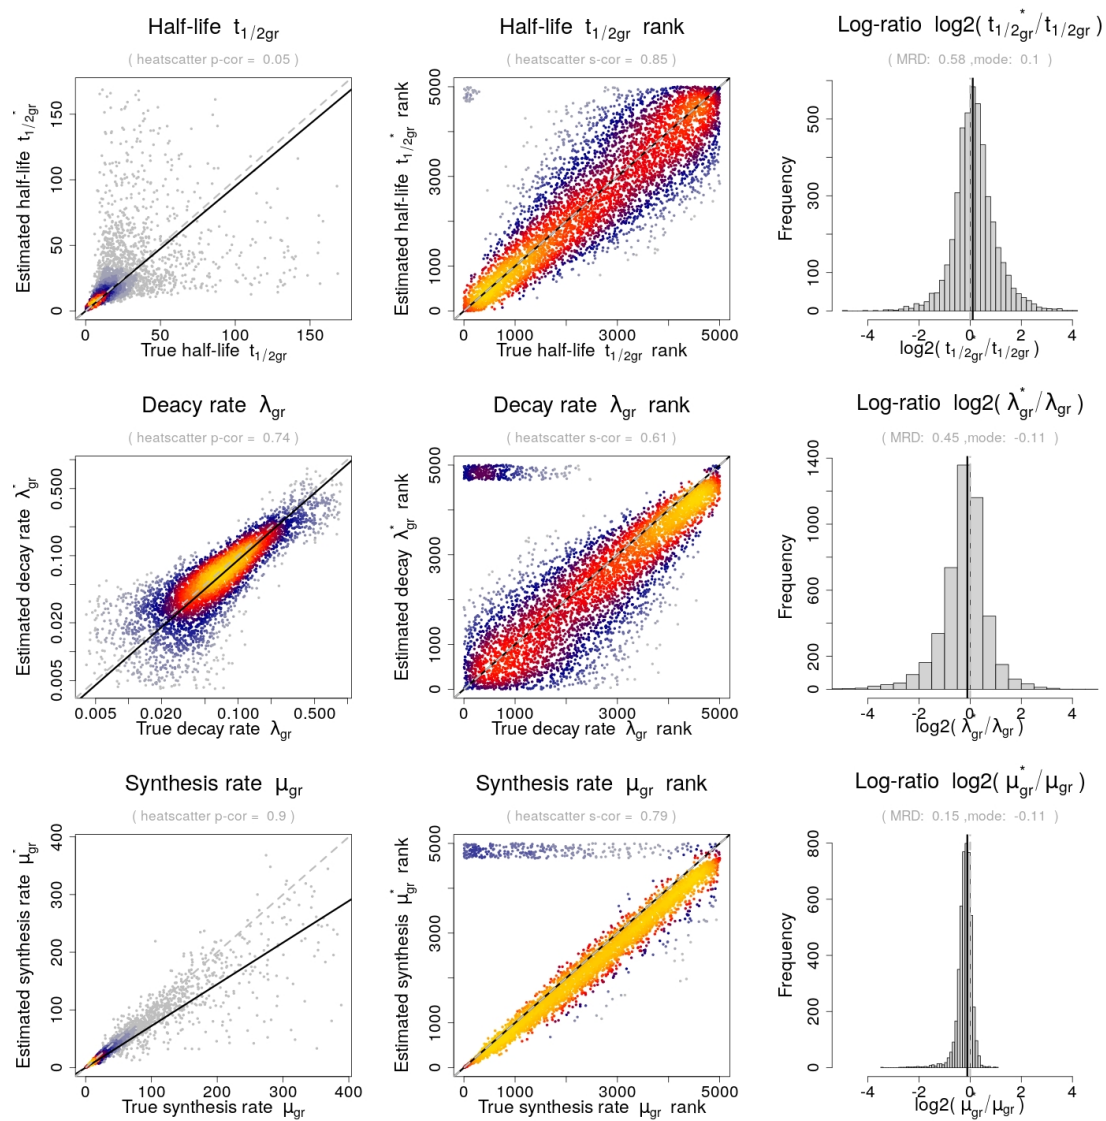 Half-life t1/2gr
( heatscatter p-cor = 0.05 )
Estimated half-life t*1/2gr
150
100
50
0
0 50 100 150
True half-life t1/2gr
Half-life t1/2gr rank
( heatscatter s-cor = 0.85 )
Estimated half-life t*1/2gr rank
5000
3000
1000
0
0 1000 3000 5000
True half-life t1/2gr rank
Log-ratio log2( t*1/2gr/t1/2gr )
( MRD: 0.58 ,mode: 0.1 )
Frequency
500
300
100
0
-4 -2 0 2 4
log2( t1/2gr/t1/2gr )
Deacy rate λgr
( heatscatter p-cor = 0.74 )
Estimated decay rate λ*gr
0.500
0.100
0.020
0.005
0.005 0.020 0.100 0.500
True decay rate λgr
Decay rate λgr rank
( heatscatter s-cor = 0.61 )
Estimated decay λ*gr rank
5000
3000
1000
0
0 1000 3000 5000
True decay rate λgr rank
Log-ratio log2( λ*gr/λgr )
( MRD: 0.45 ,mode: -0.11 )
Frequency
1400
1000
600
200
0
-4 -2 0 2 4
log2( λgr/λgr )
Synthesis rate μgr
( heatscatter p-cor = 0.9 )
Estimated synthesis rate μ*gr
400
300
200
100
0
0 100 200 300 400
True synthesis rate μgr
Synthesis rate μgr rank
( heatscatter s-cor = 0.79 )
Estimated synthesis μ*gr rank
5000
3000
1000
0
0 1000 3000 5000
True synthesis rate μgr rank
Log-ratio log2( μ*gr/μgr )
( MRD: 0.15 ,mode: -0.11 )
Frequency
800
600
400
200
0
-4 -2 0 2 4
log2( μgr/μgr )